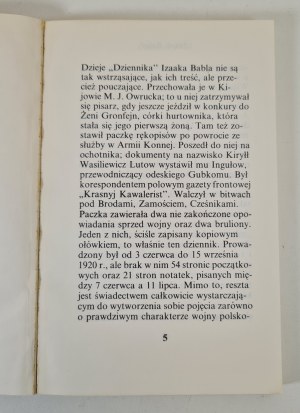 Dzieje „Dziennika” Izaaka Babla nie są
tak wstrząsające, jak ich treść, ale prze-
cież pouczające. Przechowała je w Ki-
jowie M. J. Owrucka; to u niej zatrzymywał
się pisarz, gdy jeszcze jeździł w konkury do
Żeni Gronfejn, córki hurtownika, która
stała się jego pierwszą żoną. Tam też zo-
stawił paczkę rękopisów po powrocie ze
służby w Armii Konnej. Poszedł do niej na
ochotnika; dokumenty na nazwisko Kirył
Wasiliewicz Lutow wystawił mu Ingułow,
przewodniczący odeskiego Gubkomu. Był
korespondentem polowym gazety frontowej
„Krasnyj Kawalerist”. Walczył w bitwach
pod Brodami, Zamościem, Cześnikami.
Paczka zawierała dwa nie zakończone opo-
wiadania sprzed wojny oraz dwa bruliony.
Jeden z nich, ściśle zapisany kopiowym
ołówkiem, to właśnie ten dziennik. Prowa-
dzony był od 3 czerwca do 15 września
1920 r., ale brak w nim 54 stronic początko-
wych oraz 21 stron notatek, pisanych między
7 czerwca a 11 lipca. Mimo to, reszta na
jest świadectwem całkowicie wystarczają-
cym do wytworzenia sobie pojęcia zarówno
o prawdziwym charakterze wojny polsko-
5